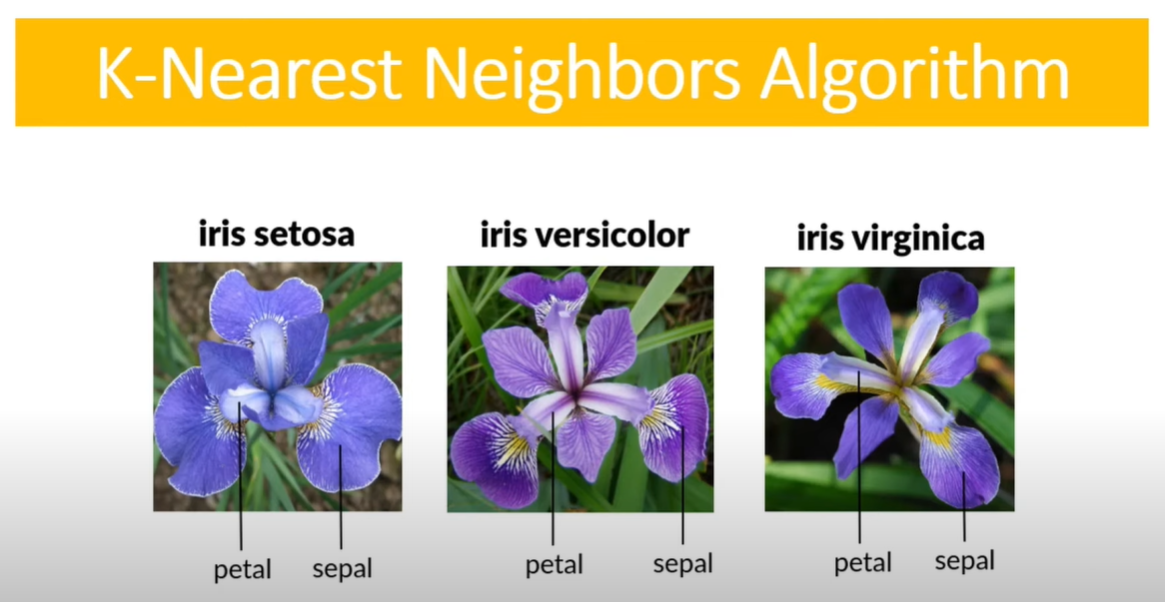 K-Nearest Neighbors Algorithm
iris setosa
iris versicolor
iris virginica
petal
sepal
petal
sepal
petal
sepal